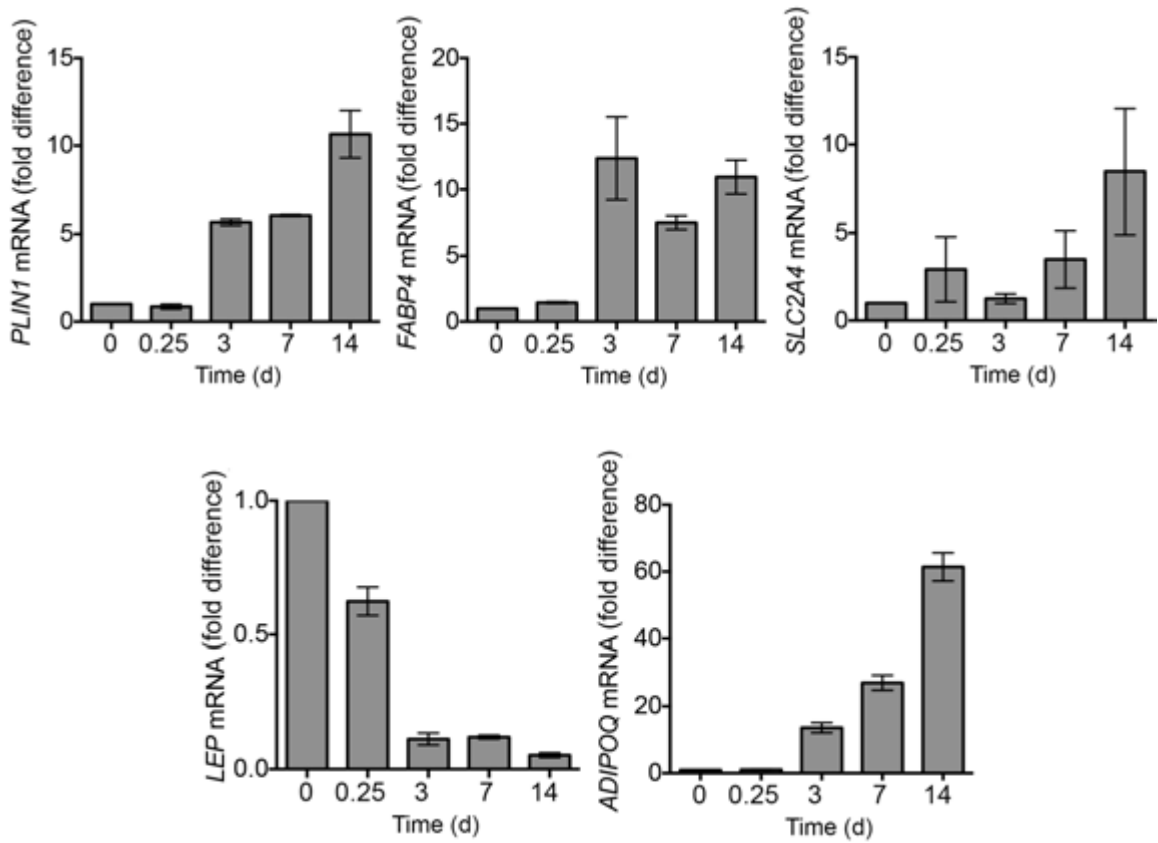 PLIN1 mRNA (fold difference)
15
10
5
0
0 0.25 3 7 14
Time (d)
FABP4 mRNA (fold difference)
20
15
10
5
0
0 0.25 3 7 14
Time (d)
SLC2A4 mRNA (fold difference)
15
10
5
0
0 0.25 3 7 14
Time (d)
LEP mRNA (fold difference)
1.0
0.5
0.0
0 0.25 3 7 14
Time (d)
ADIPOQ mRNA (fold difference)
80
60
40
20
0
0 0.25 3 7 14
Time (d)